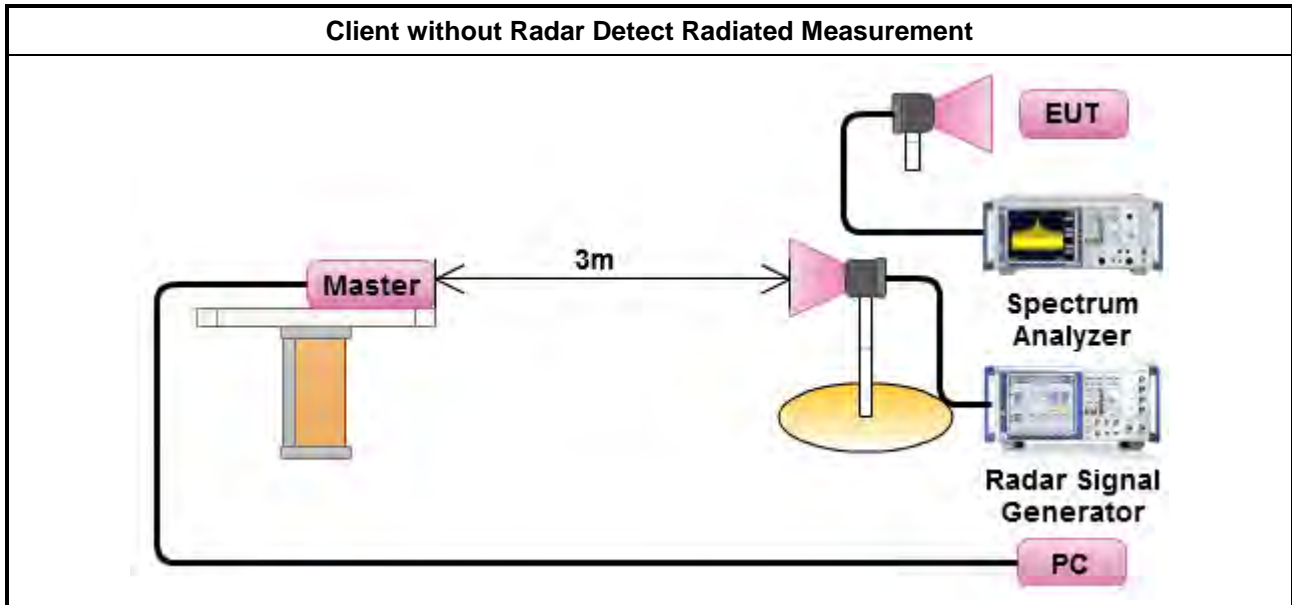 Client without Radar Detect Radiated Measurement
EUT
3m
Master
Spectrum
Analyzer
Radar Signal
Generator
PC